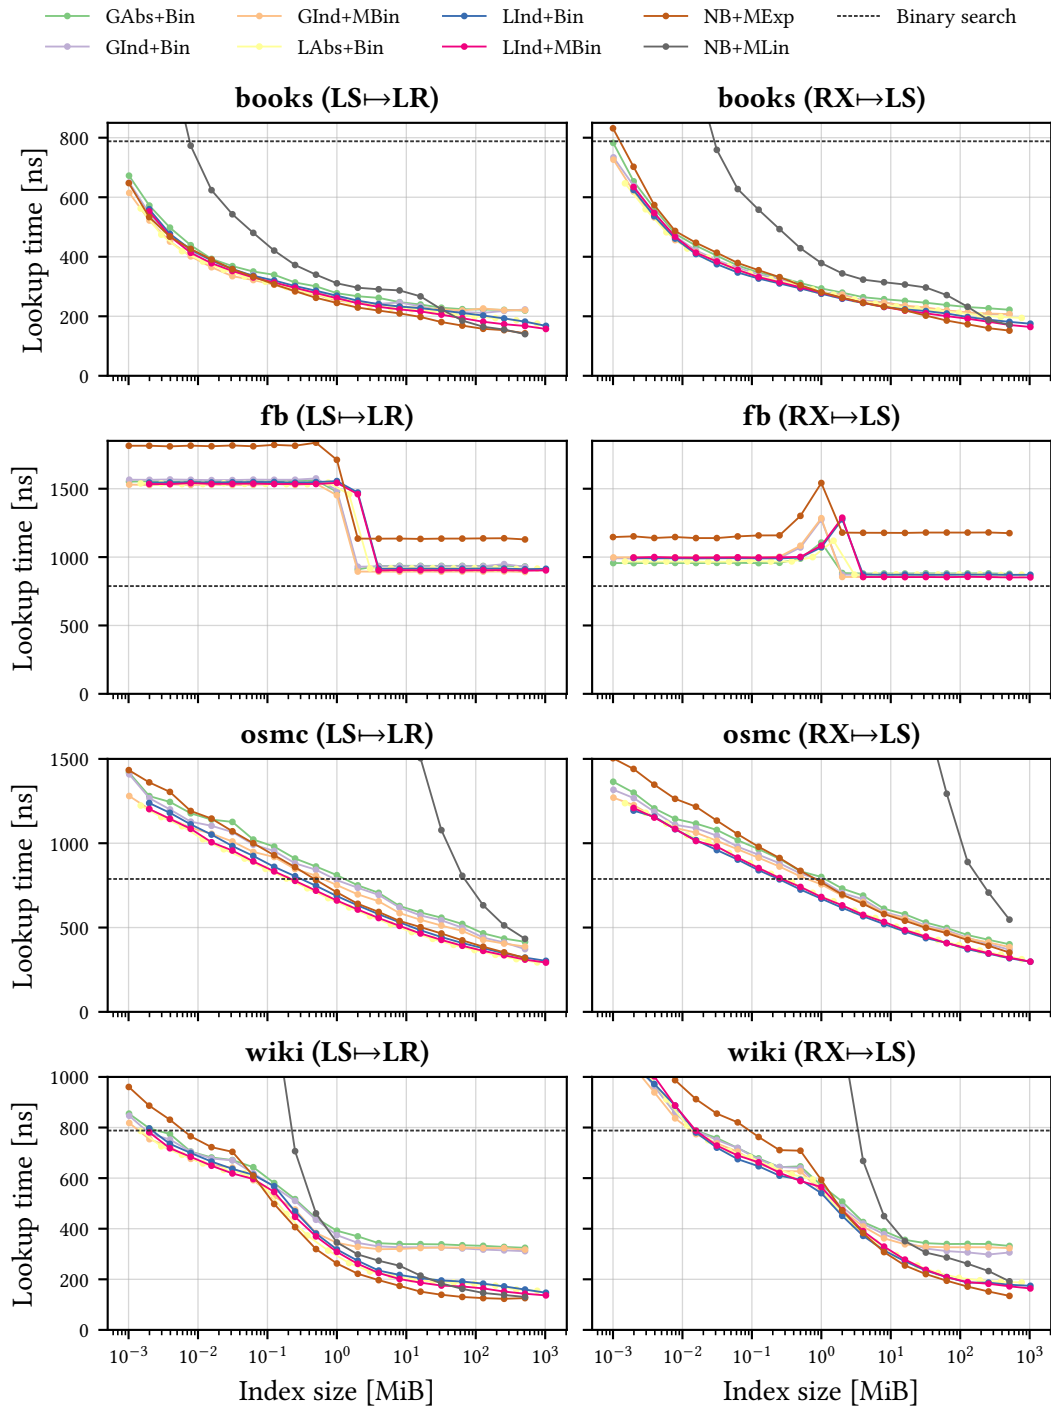 GAbs+Bin GInd+MBin LInd+Bin NB+MExp Binary search
GInd+Bin LAbs+Bin LInd+MBin NB+MLin
books (LS↦LR) books (RX↦LS)
Lookup time [ns]
800
600
400
200
0
fb (LS↦LR) fb (RX↦LS)
Lookup time [ns]
1500
1000
500
0
osmc (LS↦LR) osmc (RX↦LS)
Lookup time [ns]
1500
1000
500
0
wiki (LS↦LR) wiki (RX↦LS)
Lookup time [ns]
1000
800
600
400
200
0
10⁻³ 10⁻² 10⁻¹ 10⁰ 10¹ 10² 10³ 10⁻³ 10⁻² 10⁻¹ 10⁰ 10¹ 10² 10³
Index size [MiB] Index size [MiB]